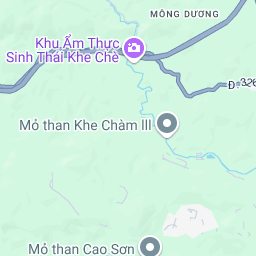 MÔNG DƯƠNG
Khu Ẩm Thực
Sinh Thái Khe Chè
Mỏ than Khe Chàm III
Mỏ than Cao Sơn